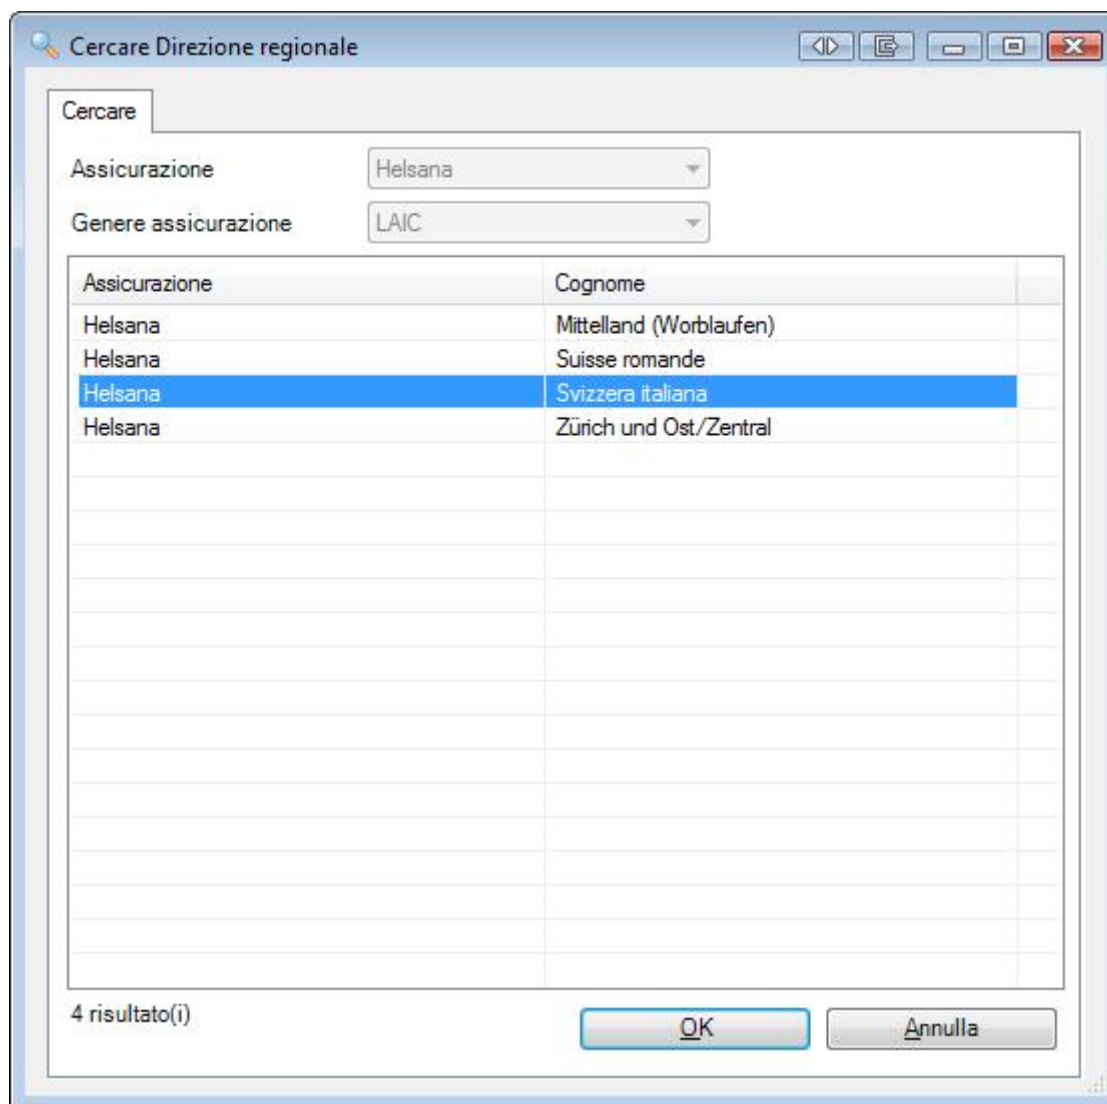 Cercare Direzione regionale
Cercare
Assicurazione Helsana
Genere assicurazione LAIC
Assicurazione Cognome
Helsana Mittelland (Worblaufen)
Helsana Suisse romande
Helsana Svizzera italiana
Helsana Zürich und Ost/Zentral
4 risultato(i)
OK Annulla